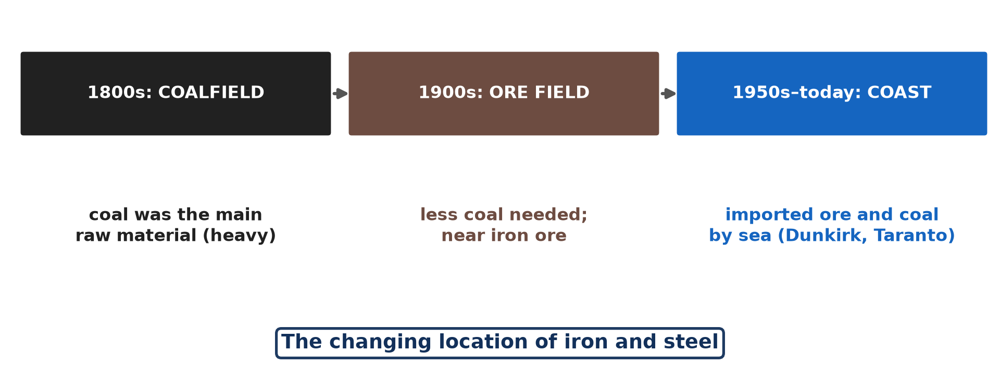 1800s: COALFIELD
1900s: ORE FIELD
1950s–today: COAST
coal was the main
raw material (heavy)
less coal needed;
near iron ore
imported ore and coal
by sea (Dunkirk, Taranto)
The changing location of iron and steel